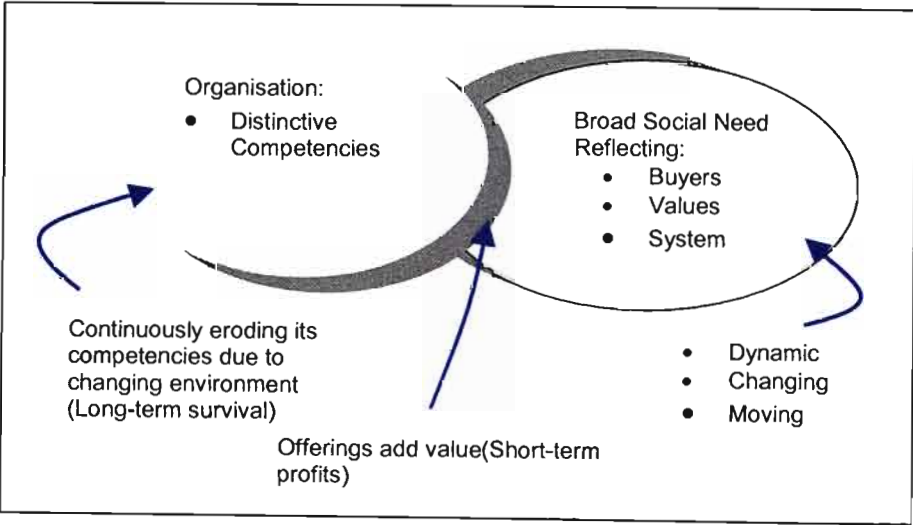 Organisation:
• Distinctive
Competencies
Broad Social Need
Reflecting:
• Buyers
• Values
• System
Continuously eroding its
competencies due to
changing environment
(Long-term survival)
• Dynamic
• Changing
• Moving
Offerings add value(Short-term
profits)